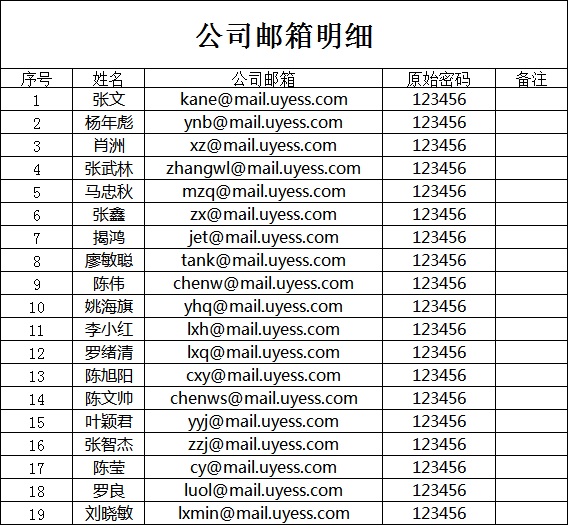 公司邮箱明细
序号 姓名 公司邮箱 原始密码 备注
1 张文 kane@mail.uyess.com 123456
2 杨年彪 ynb@mail.uyess.com 123456
3 肖洲 xz@mail.uyess.com 123456
4 张武林 zhangwl@mail.uyess.com 123456
5 马忠秋 mzq@mail.uyess.com 123456
6 张鑫 zx@mail.uyess.com 123456
7 揭鸿 jet@mail.uyess.com 123456
8 廖敏聪 tank@mail.uyess.com 123456
9 陈伟 chenw@mail.uyess.com 123456
10 姚海旗 yhq@mail.uyess.com 123456
11 李小红 lxh@mail.uyess.com 123456
12 罗绪清 lxq@mail.uyess.com 123456
13 陈旭阳 cxy@mail.uyess.com 123456
14 陈文帅 chenws@mail.uyess.com 123456
15 叶颖君 yyj@mail.uyess.com 123456
16 张智杰 zzj@mail.uyess.com 123456
17 陈莹 cy@mail.uyess.com 123456
18 罗良 luol@mail.uyess.com 123456
19 刘晓敏 lxmin@mail.uyess.com 123456